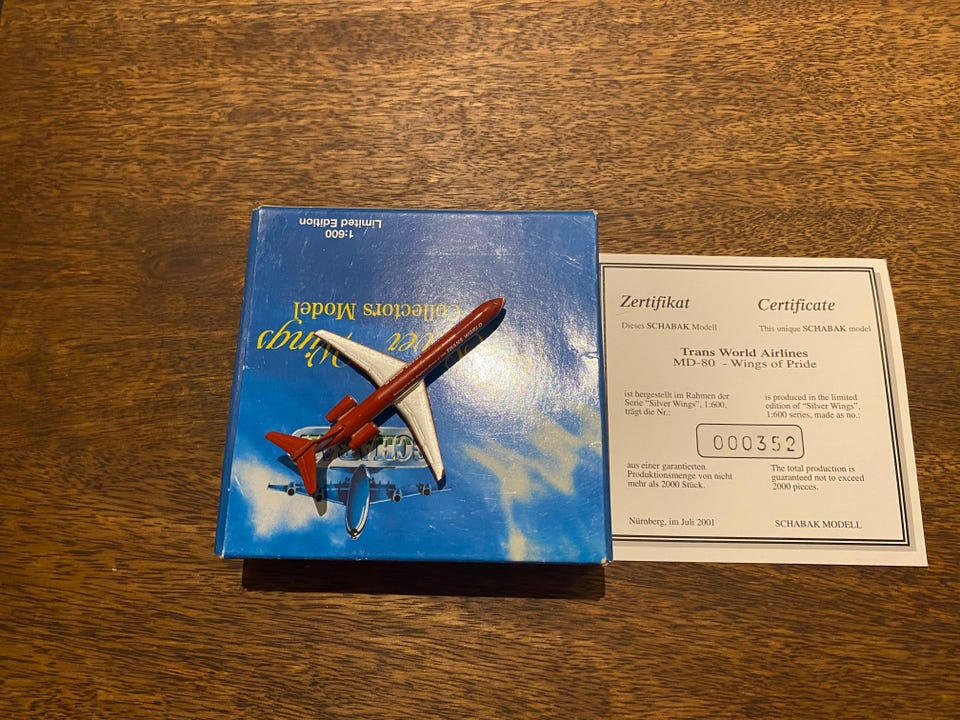 1:600
Limited Edition
Wings
Collectors Model
TRANS WORLD
Zertifikat
Certificate
Dieses SCHABAK Modell
This unique SCHABAK model
Trans World Airlines
MD-80 - Wings of Pride
ist hergestellt im Rahmen der
Serie "Silver Wings", 1:600,
trägt die Nr.:
is produced in the limited
edition of "Silver Wings",
1:600 series, made as no.:
000352
aus einer garantierten
Produktionsmenge von nicht
mehr als 2000 Stück.
The total production is
guaranteed not to exceed
2000 pieces.
Nürnberg, im Juli 2001
SCHABAK MODELL